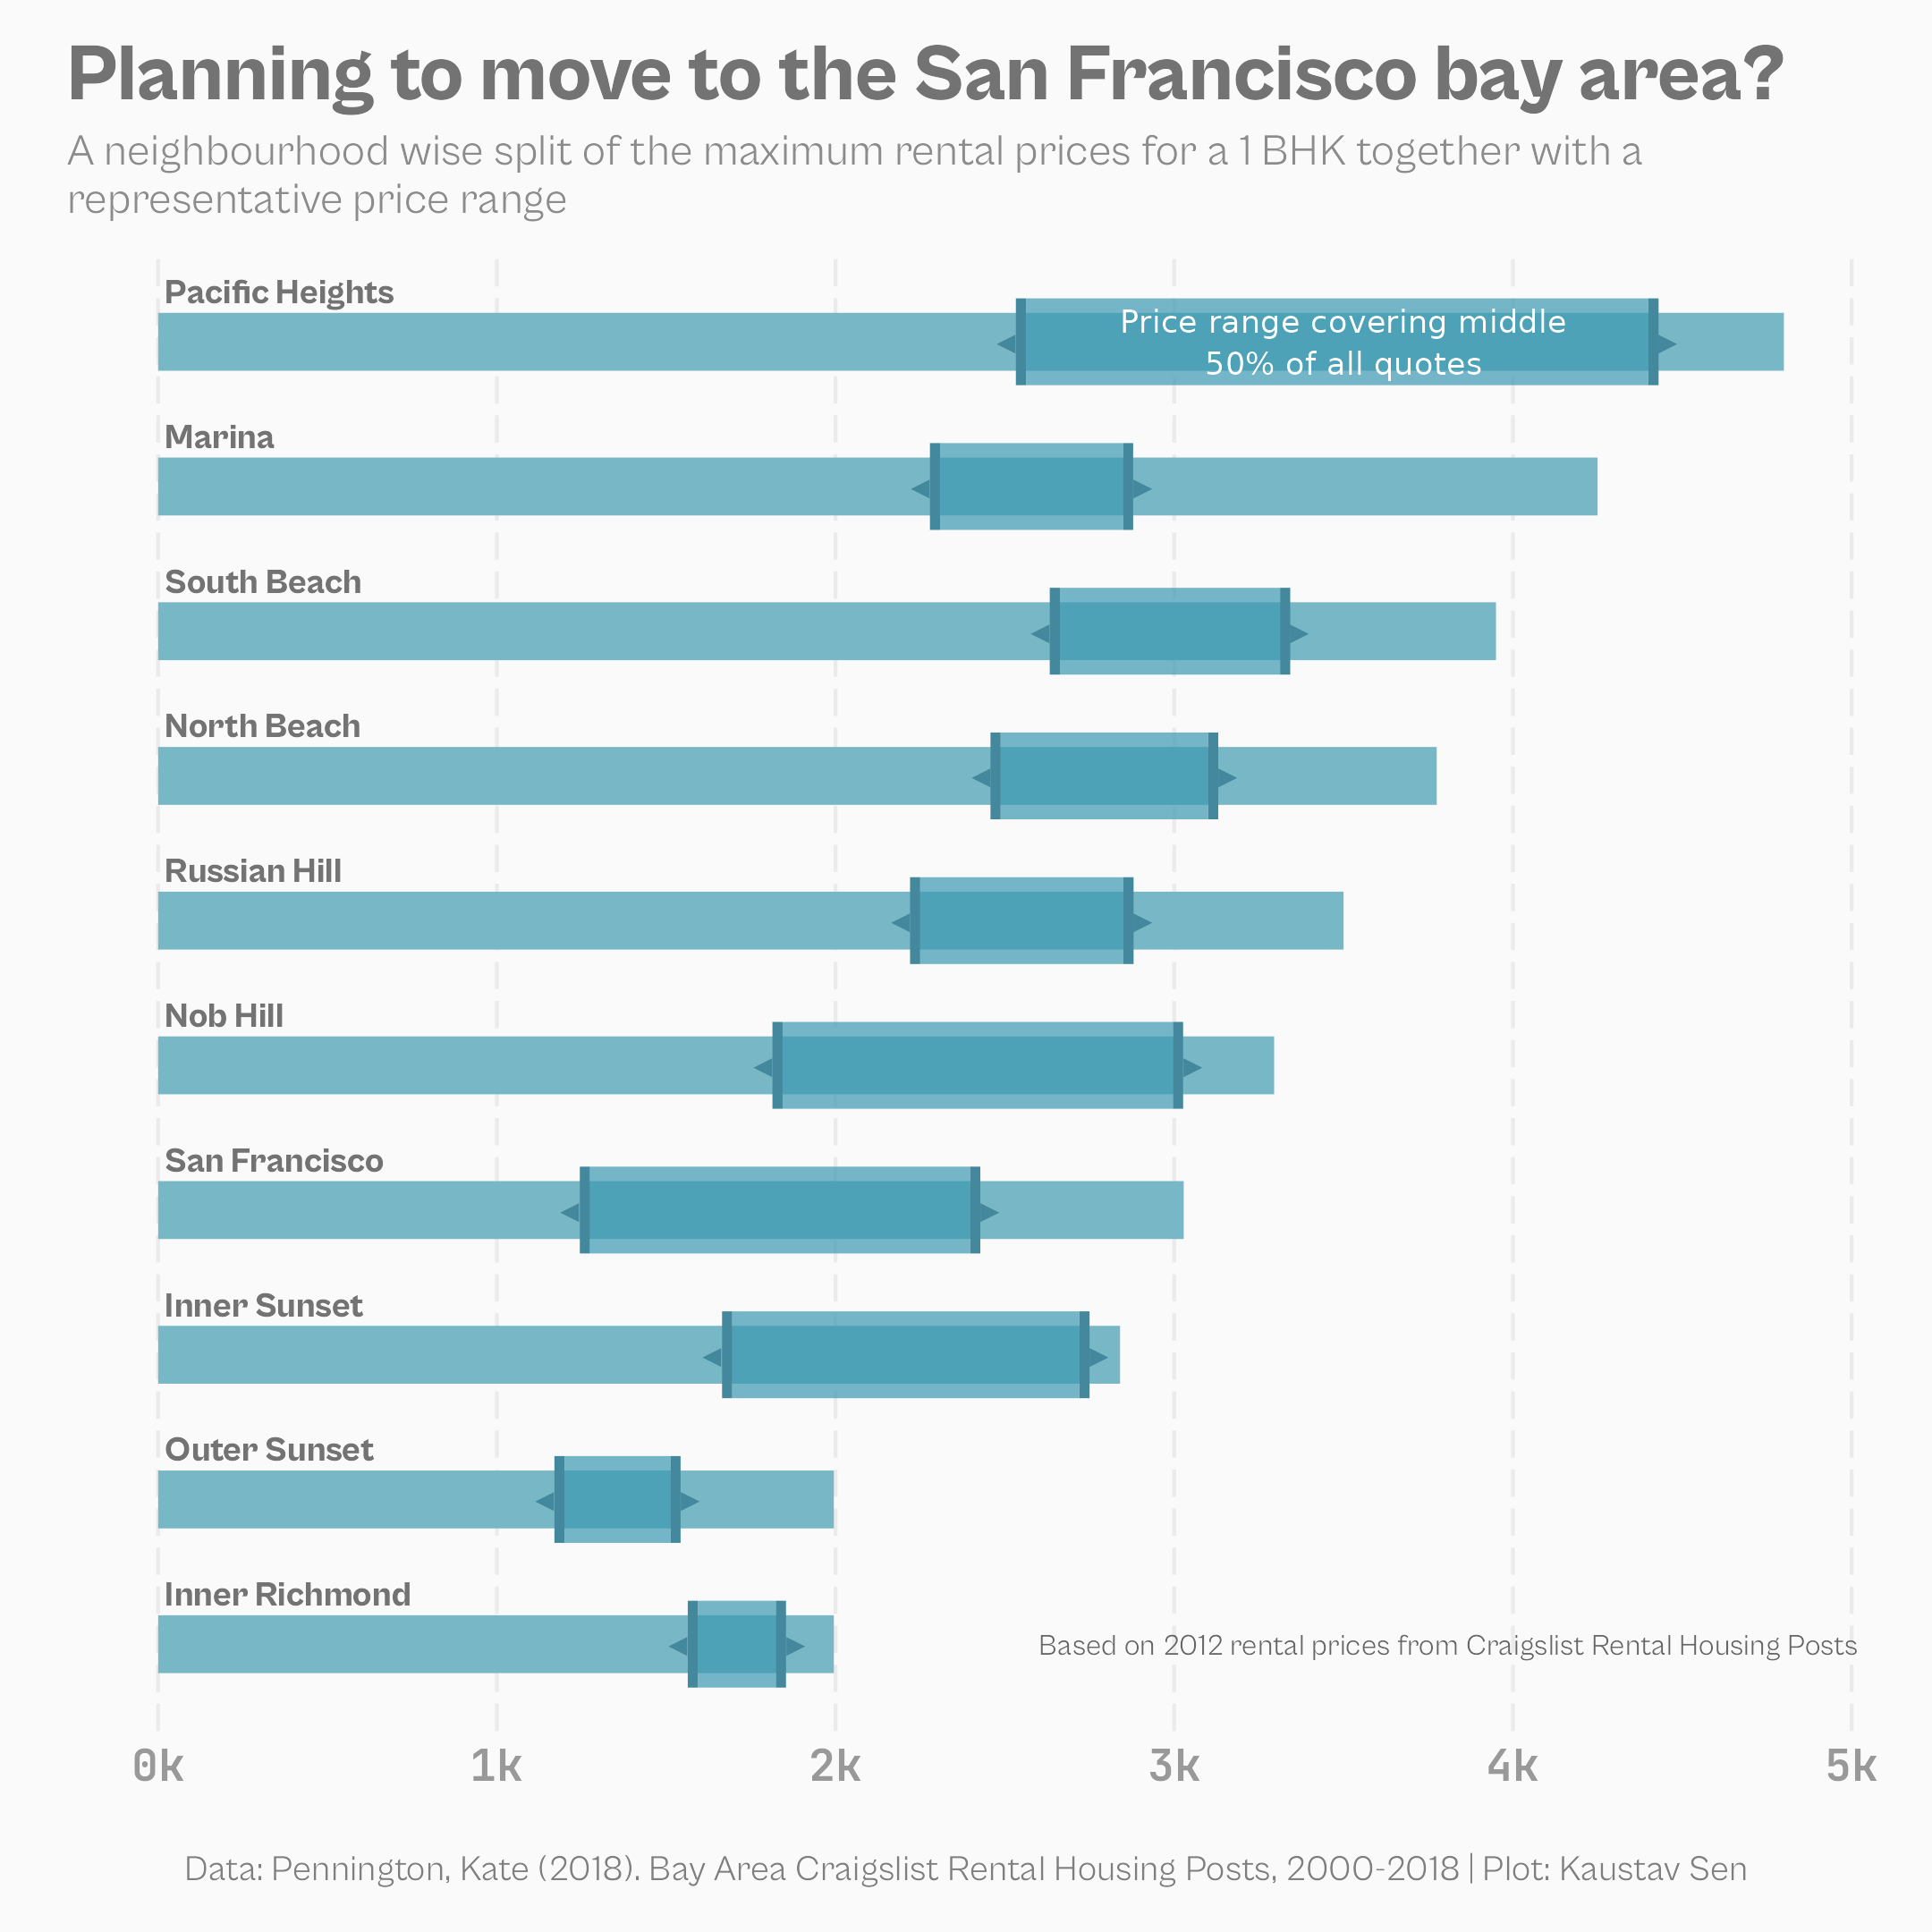 Planning to move to the San Francisco bay area?
A neighbourhood wise split of the maximum rental prices for a 1 BHK together with a
representative price range
Pacific Heights
Price range covering middle
50% of all quotes
Marina
South Beach
North Beach
Russian Hill
Nob Hill
San Francisco
Inner Sunset
Outer Sunset
Inner Richmond
Based on 2012 rental prices from Craigslist Rental Housing Posts
0k 1k 2k 3k 4k 5k
Data: Pennington, Kate (2018). Bay Area Craigslist Rental Housing Posts, 2000-2018 | Plot: Kaustav Sen